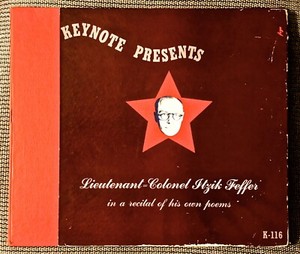 KEYNOTE PRESENTS
Lieutenant-Colonel Itzik Feffer
in a recital of his own poems
K-116